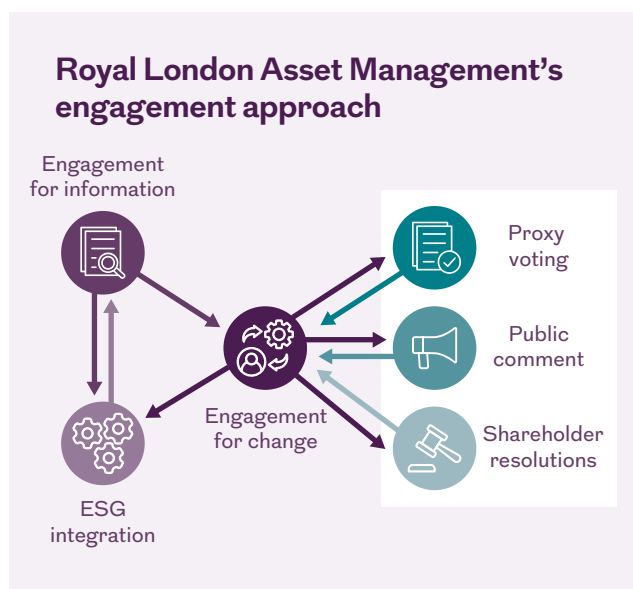 Royal London Asset Management’s
engagement approach
Engagement
for information
Proxy
voting
Public
comment
Engagement
for change
Shareholder
resolutions
ESG
integration